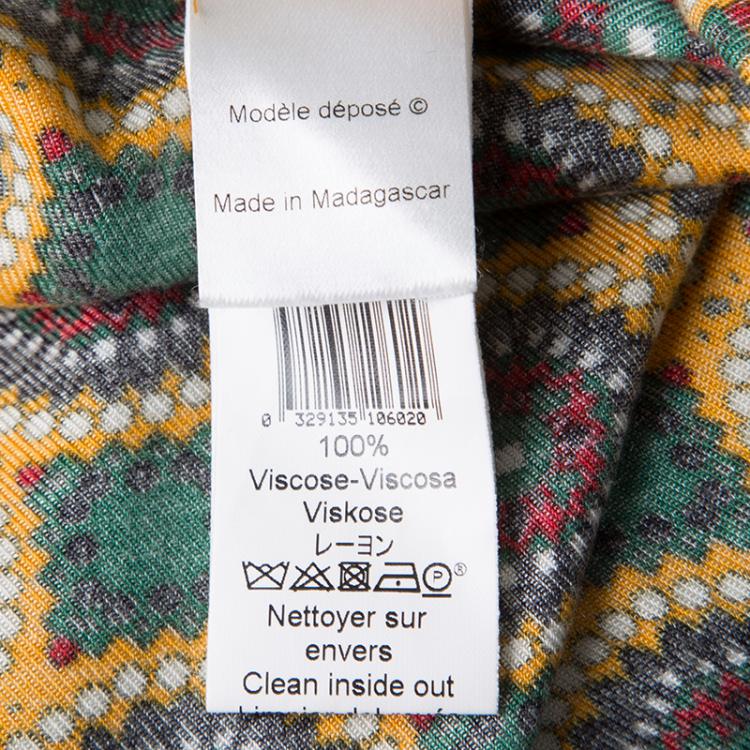 Modèle déposé ©
Made in Madagascar
0 329135 106020
100%
Viscose-Viscosa
Viskose
レーヨン
P ®
Nettoyer sur
envers
Clean inside out